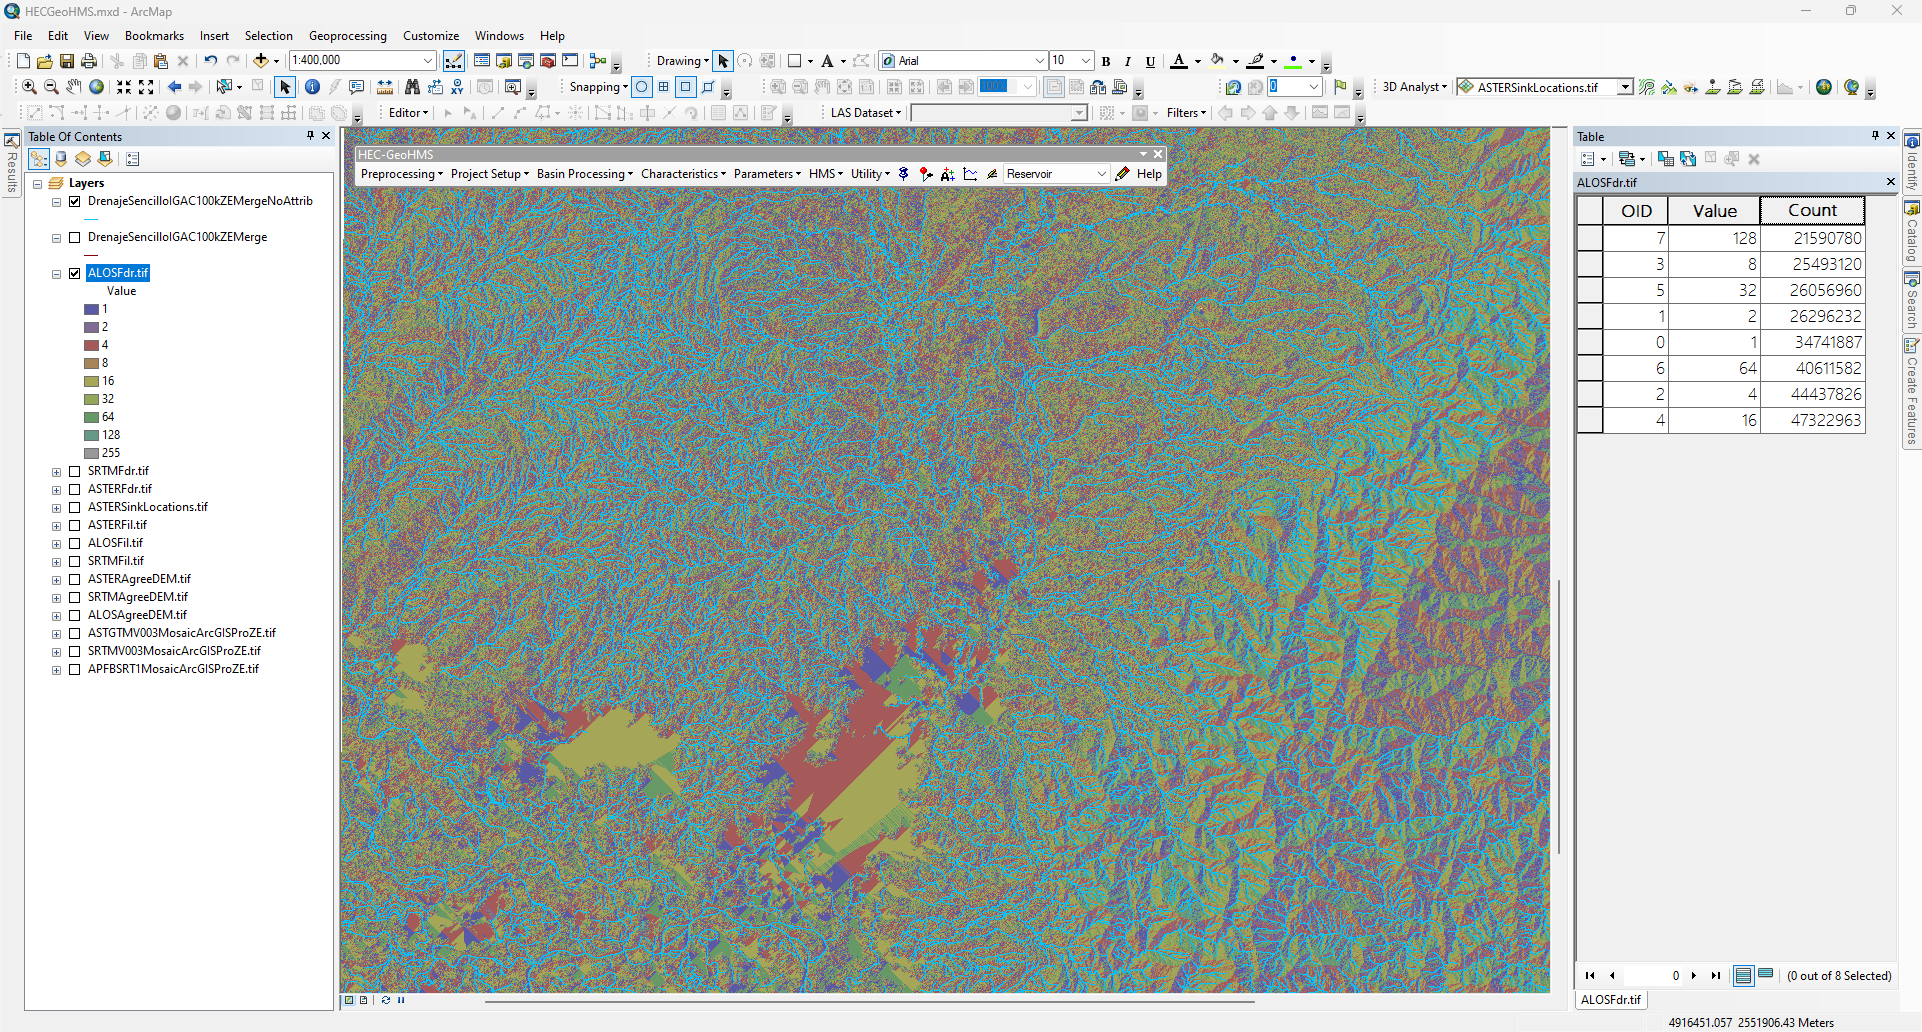 HECGeoHMS.mxd - ArcMap
File Edit View Bookmarks Insert Selection Geoprocessing Customize Windows Help
1:400,000 Drawing Arial 10 B I U A
Snapping 100% 0 3D Analyst ASTERSinkLocations.tif
Editor LAS Dataset Filters
Results
Table Of Contents
Layers
DrenajeSencilloIGAC100kZEMergeNoAttrib
DrenajeSencilloIGAC100kZEMerge
ALOSFdr.tif
Value
1
2
4
8
16
32
64
128
255
SRTMFdr.tif
ASTERFdr.tif
ASTERSinkLocations.tif
ASTERFil.tif
ALOSFil.tif
SRTMFil.tif
ASTERAgreeDEM.tif
SRTMAgreeDEM.tif
ALOSAgreeDEM.tif
ASTGTMV003MosaicArcGISProZE.tif
SRTMV003MosaicArcGISProZE.tif
APFBSRT1MosaicArcGISProZE.tif
HEC-GeoHMS
Preprocessing Project Setup Basin Processing Characteristics Parameters HMS Utility Reservoir Help
Table
ALOSFdr.tif
OID Value Count
7 128 21590780
3 8 25493120
5 32 26056960
1 2 26296232
0 1 34741887
6 64 40611582
2 4 44437826
4 16 47322963
0 (0 out of 8 Selected)
ALOSFdr.tif
Identify
Catalog
Search
Create Features
4916451.057 2551906.43 Meters